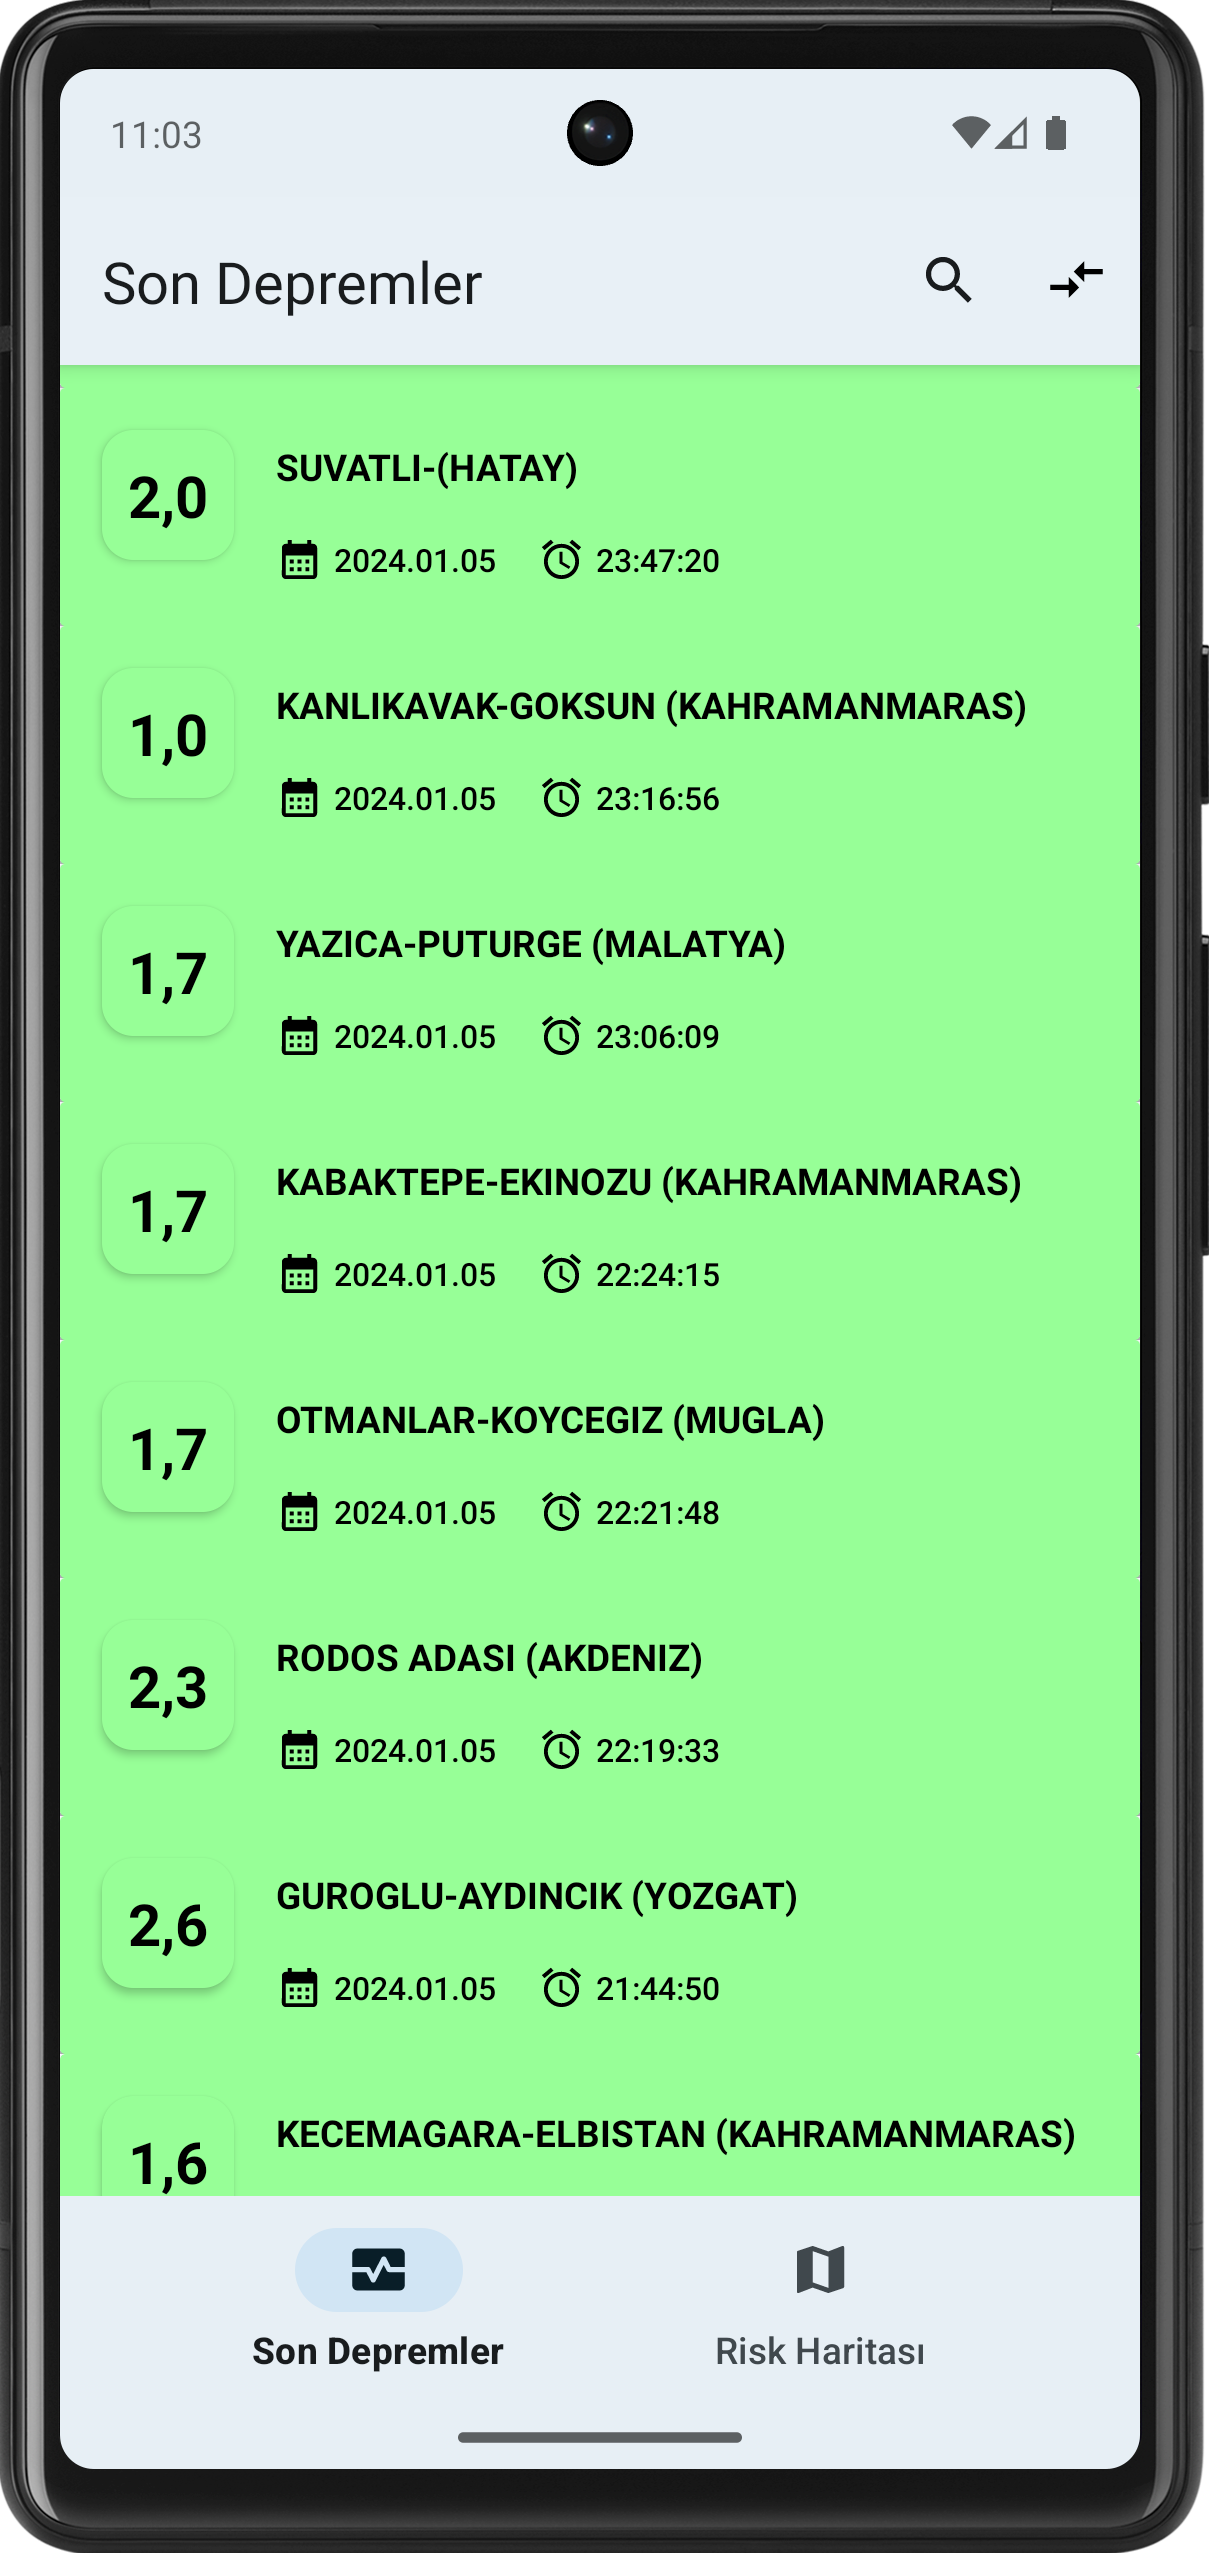 11:03
Son Depremler
2,0
SUVATLI-(HATAY)
2024.01.05 23:47:20
1,0
KANLIKAVAK-GOKSUN (KAHRAMANMARAS)
2024.01.05 23:16:56
1,7
YAZICA-PUTURGE (MALATYA)
2024.01.05 23:06:09
1,7
KABAKTEPE-EKINOZU (KAHRAMANMARAS)
2024.01.05 22:24:15
1,7
OTMANLAR-KOYCEGIZ (MUGLA)
2024.01.05 22:21:48
2,3
RODOS ADASI (AKDENIZ)
2024.01.05 22:19:33
2,6
GUROGLU-AYDINCIK (YOZGAT)
2024.01.05 21:44:50
1,6
KECEMAGARA-ELBISTAN (KAHRAMANMARAS)
Son Depremler
Risk Haritası